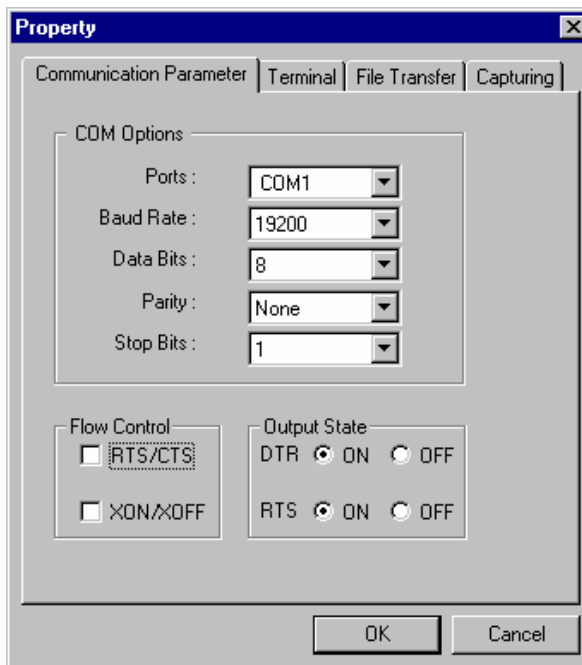 Property
Communication Parameter Terminal File Transfer Capturing
COM Options
Ports : COM1
Baud Rate : 19200
Data Bits : 8
Parity : None
Stop Bits : 1
Flow Control
RTS/CTS
XON/XOFF
Output State
DTR ON OFF
RTS ON OFF
OK Cancel